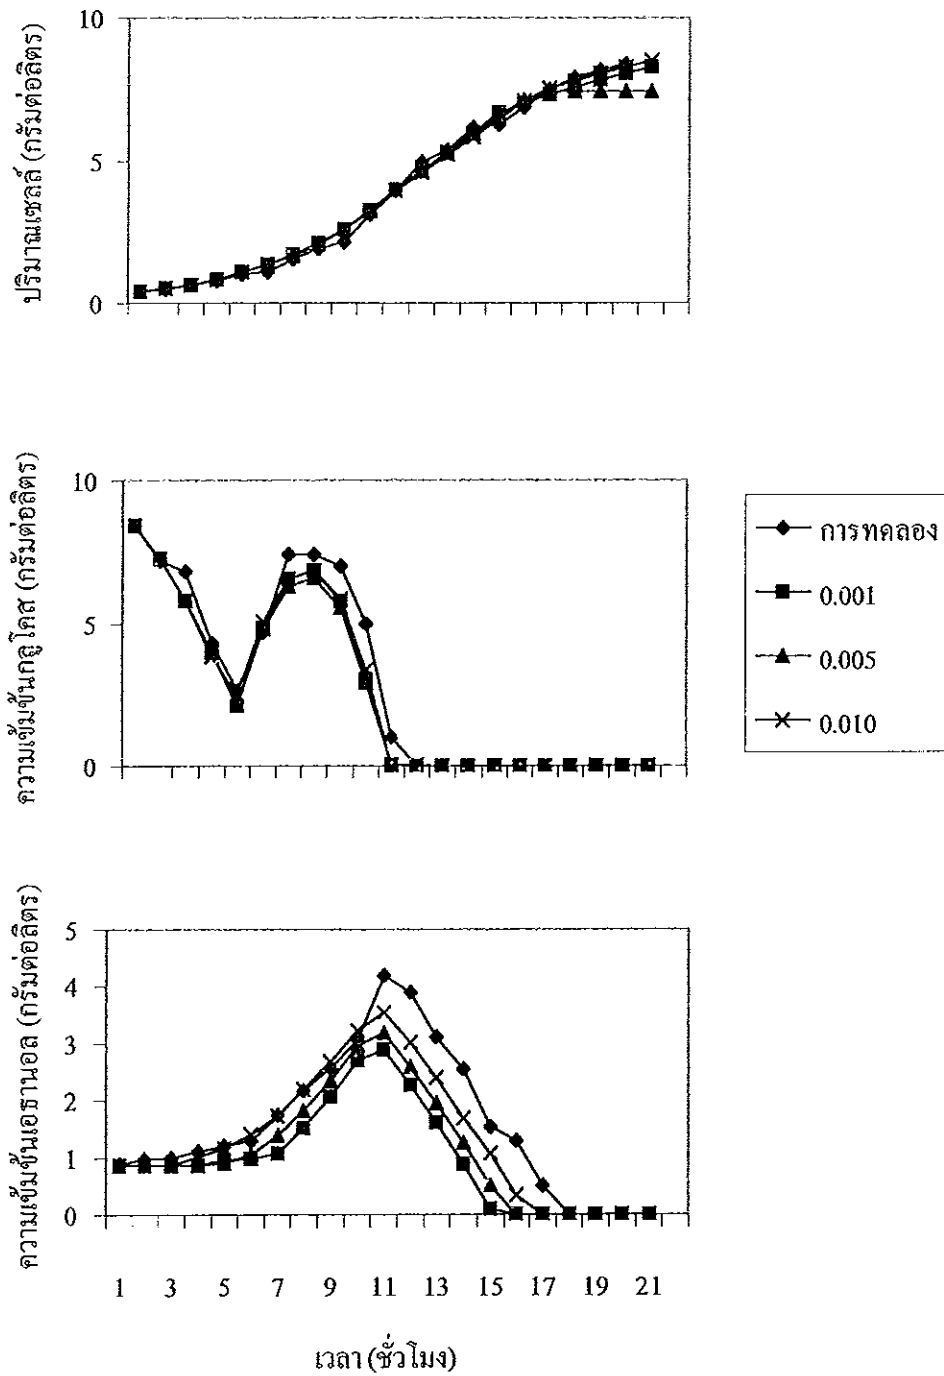 ปริมาณเซลล์ (กรัมต่อลิตร)
10
5
0
ความเข้มข้นกลูโคส (กรัมต่อลิตร)
10
5
0
การทดลอง
0.001
0.005
0.010
ความเข้มข้นเอธานอล (กรัมต่อลิตร)
5
4
3
2
1
0
1 3 5 7 9 11 13 15 17 19 21
เวลา (ชั่วโมง)